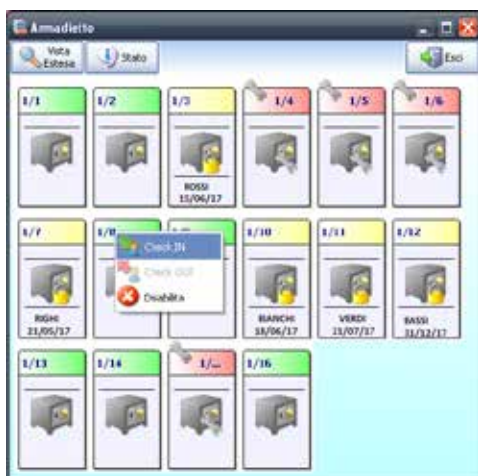 Armadietto
Vista
Estesa
Stato
Esci
1/1
1/2
1/3
1/4
1/5
1/6
ROSSI
15/06/17
1/7
1/8
1/10
1/11
1/12
Check IN
Check OUT
Disabilita
RIGHI
21/05/17
BIANCHI
18/06/17
VERDI
21/07/17
BASSI
31/12/17
1/13
1/14
1/...
1/16